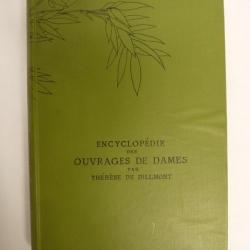 ENCYCLOPÉDIE
DES
OUVRAGES DE DAMES
PAR
THÉRÈSE DE DILLMONT